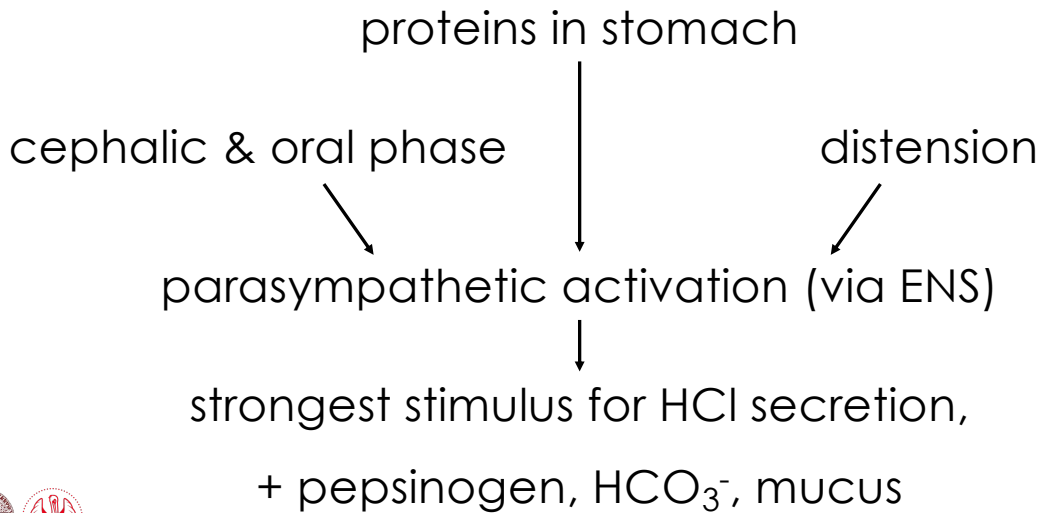 proteins in stomach
cephalic & oral phase distension
parasympathetic activation (via ENS)
strongest stimulus for HCl secretion,
+ pepsinogen, HCO₃⁻, mucus